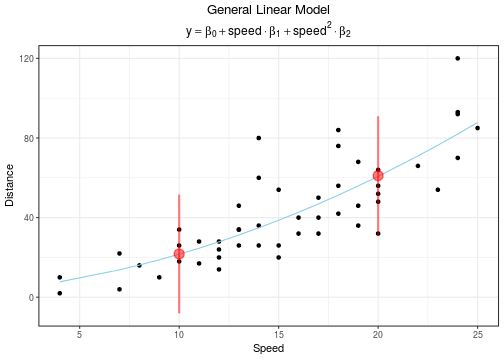 General Linear Model
y = β₀ + speed · β₁ + speed² · β₂
120
80
40
0
5 10 15 20 25
Speed
Distance